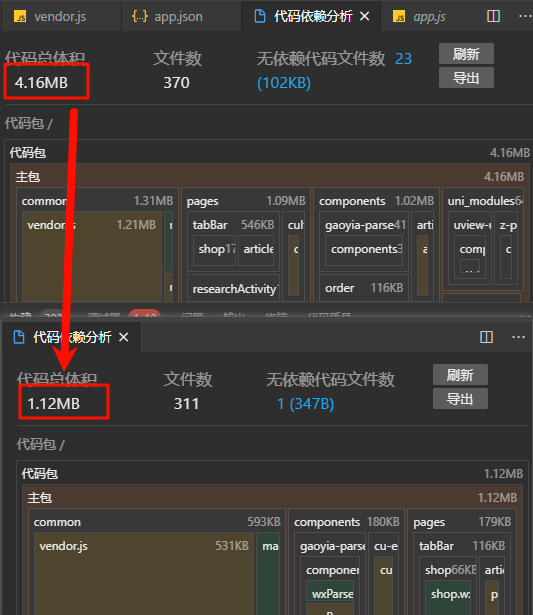 vendor.js
app.json
代码依赖分析
app.js
代码总体积 文件数 无依赖代码文件数 23 刷新
4.16MB 370 (102KB) 导出
代码包 /
代码包 4.16MB
主包 4.16MB
common 1.31MB pages 1.09MB components 1.02MB uni_modules
vendor.js 1.21MB tabBar 546KB cul gaoyia-parse41 arti uview-u z-p
shop17 article c components3 a comp c
researchActivity order 116KB
代码依赖分析
代码总体积 文件数 无依赖代码文件数 刷新
1.12MB 311 1 (347B) 导出
代码包 /
代码包 1.12MB
主包 1.12MB
common 593KB components 180KB pages 179KB
vendor.js 531KB ma gaoyia-parse cu-e tabBar 116KB
component cu shop66KB arti
wxParse shop.wx p